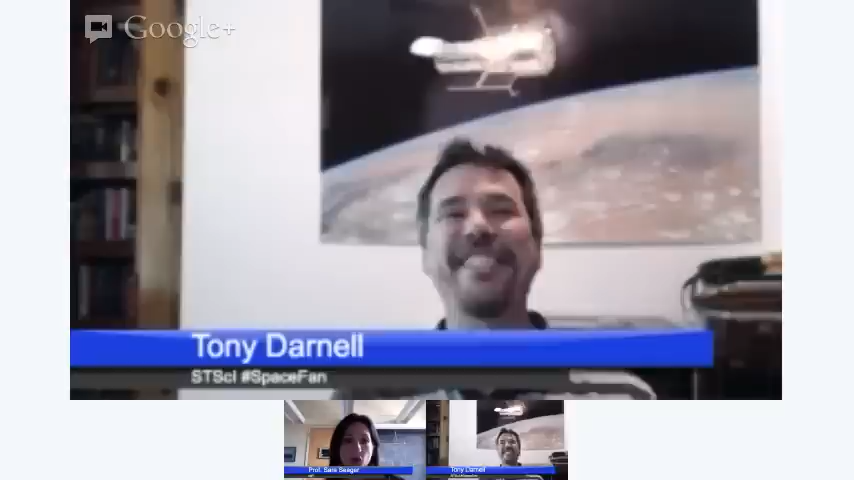 Google+
Tony Darnell
STScI #SpaceFan
Prof. Sara Seager
Tony Darnell